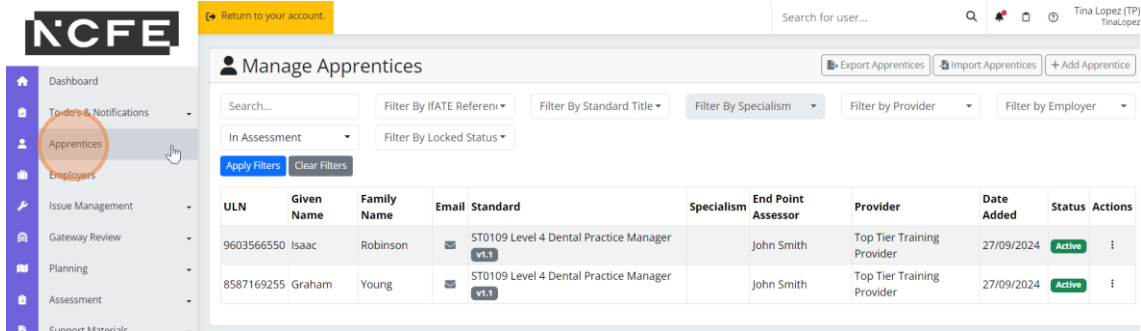 NCFE
Return to your account.
Search for user...
Tina Lopez (TP)
TinaLopez
Dashboard
To-do's & Notifications
Apprentices
Employers
Issue Management
Gateway Review
Planning
Assessment
Support Materials
Manage Apprentices
Export Apprentices
Import Apprentices
+ Add Apprentice
Search...
Filter By IfATE Referenc
Filter By Standard Title
Filter By Specialism
Filter by Provider
Filter by Employer
In Assessment
Filter By Locked Status
Apply Filters
Clear Filters
ULN Given Name Family Name Email Standard Specialism End Point Assessor Provider Date Added Status Actions
9603566550 Isaac Robinson ST0109 Level 4 Dental Practice Manager v1.1 John Smith Top Tier Training Provider 27/09/2024 Active
8587169255 Graham Young ST0109 Level 4 Dental Practice Manager v1.1 John Smith Top Tier Training Provider 27/09/2024 Active